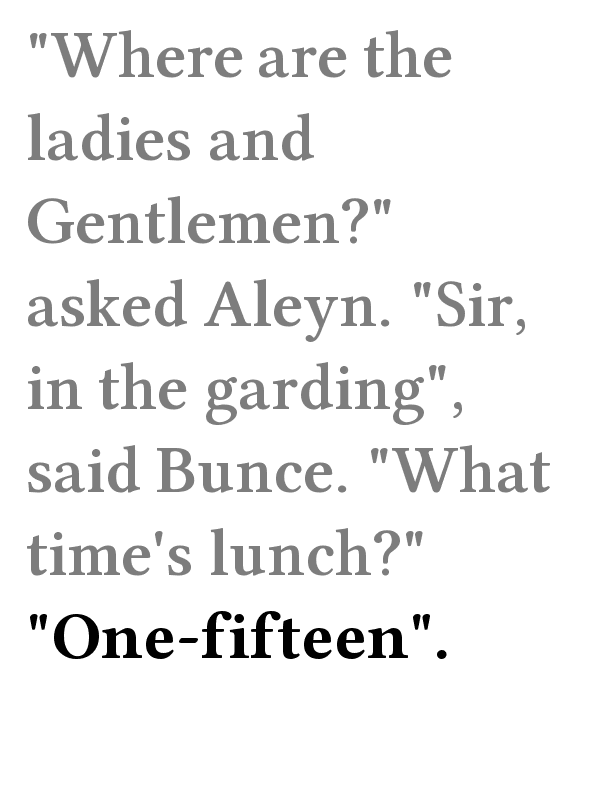 "Where are the
ladies and
Gentlemen?"
asked Aleyn. "Sir,
in the garding",
said Bunce. "What
time's lunch?"
"One-fifteen".